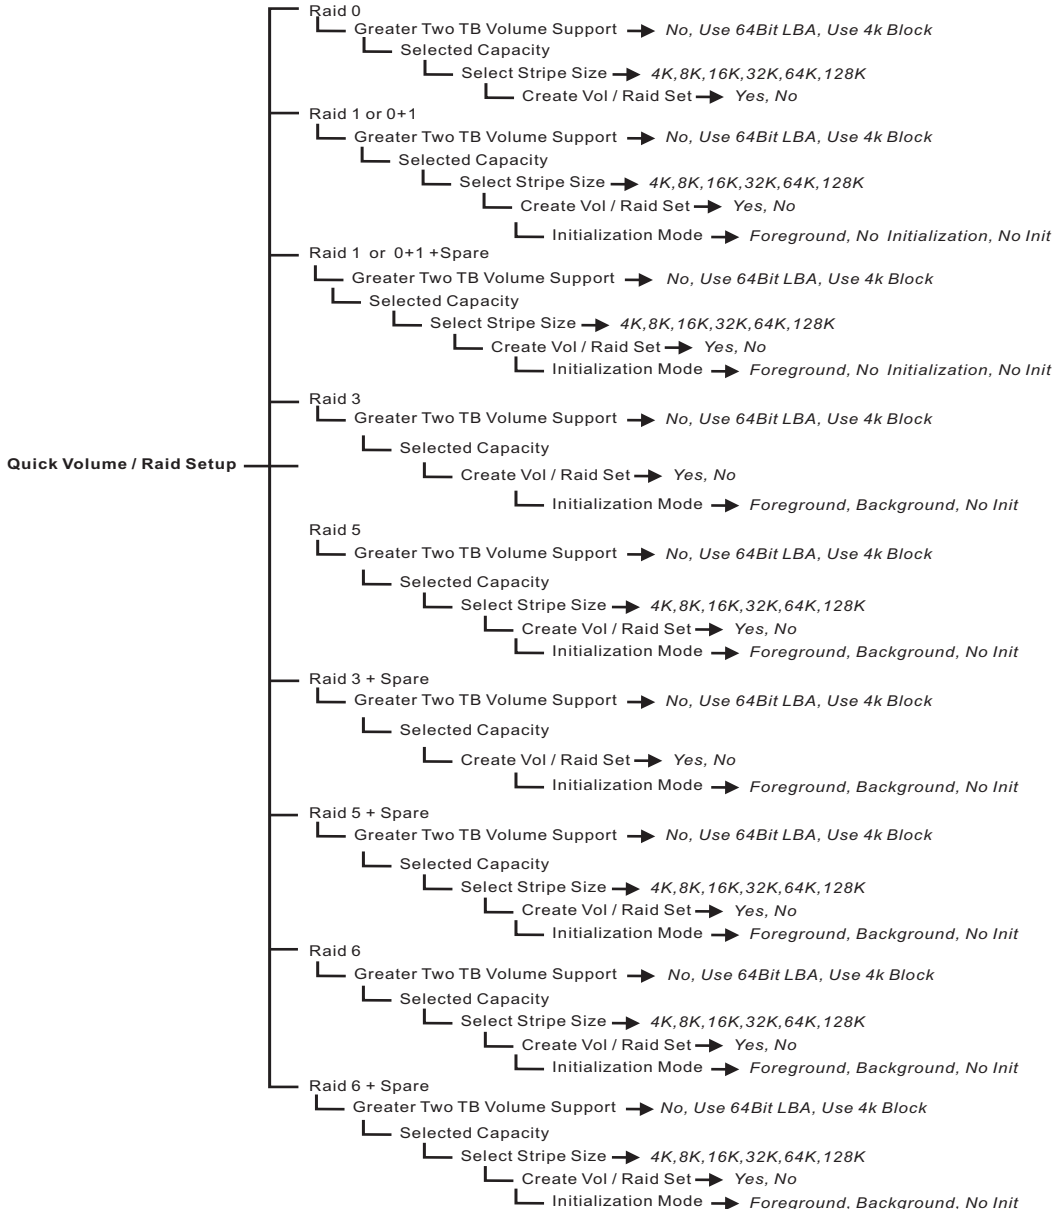 Raid 0
Greater Two TB Volume Support No, Use 64Bit LBA, Use 4k Block
Selected Capacity
Select Stripe Size 4K,8K,16K,32K,64K,128K
Create Vol / Raid Set Yes, No
Raid 1 or 0+1
Greater Two TB Volume Support No, Use 64Bit LBA, Use 4k Block
Selected Capacity
Select Stripe Size 4K,8K,16K,32K,64K,128K
Create Vol / Raid Set Yes, No
Initialization Mode Foreground, No Initialization, No Init
Raid 1 or 0+1 +Spare
Greater Two TB Volume Support No, Use 64Bit LBA, Use 4k Block
Selected Capacity
Select Stripe Size 4K,8K,16K,32K,64K,128K
Create Vol / Raid Set Yes, No
Initialization Mode Foreground, No Initialization, No Init
Raid 3
Greater Two TB Volume Support No, Use 64Bit LBA, Use 4k Block
Selected Capacity
Quick Volume / Raid Setup
Create Vol / Raid Set Yes, No
Initialization Mode Foreground, Background, No Init
Raid 5
Greater Two TB Volume Support No, Use 64Bit LBA, Use 4k Block
Selected Capacity
Select Stripe Size 4K,8K,16K,32K,64K,128K
Create Vol / Raid Set Yes, No
Initialization Mode Foreground, Background, No Init
Raid 3 + Spare
Greater Two TB Volume Support No, Use 64Bit LBA, Use 4k Block
Selected Capacity
Create Vol / Raid Set Yes, No
Initialization Mode Foreground, Background, No Init
Raid 5 + Spare
Greater Two TB Volume Support No, Use 64Bit LBA, Use 4k Block
Selected Capacity
Select Stripe Size 4K,8K,16K,32K,64K,128K
Create Vol / Raid Set Yes, No
Initialization Mode Foreground, Background, No Init
Raid 6
Greater Two TB Volume Support No, Use 64Bit LBA, Use 4k Block
Selected Capacity
Select Stripe Size 4K,8K,16K,32K,64K,128K
Create Vol / Raid Set Yes, No
Initialization Mode Foreground, Background, No Init
Raid 6 + Spare
Greater Two TB Volume Support No, Use 64Bit LBA, Use 4k Block
Selected Capacity
Select Stripe Size 4K,8K,16K,32K,64K,128K
Create Vol / Raid Set Yes, No
Initialization Mode Foreground, Background, No Init